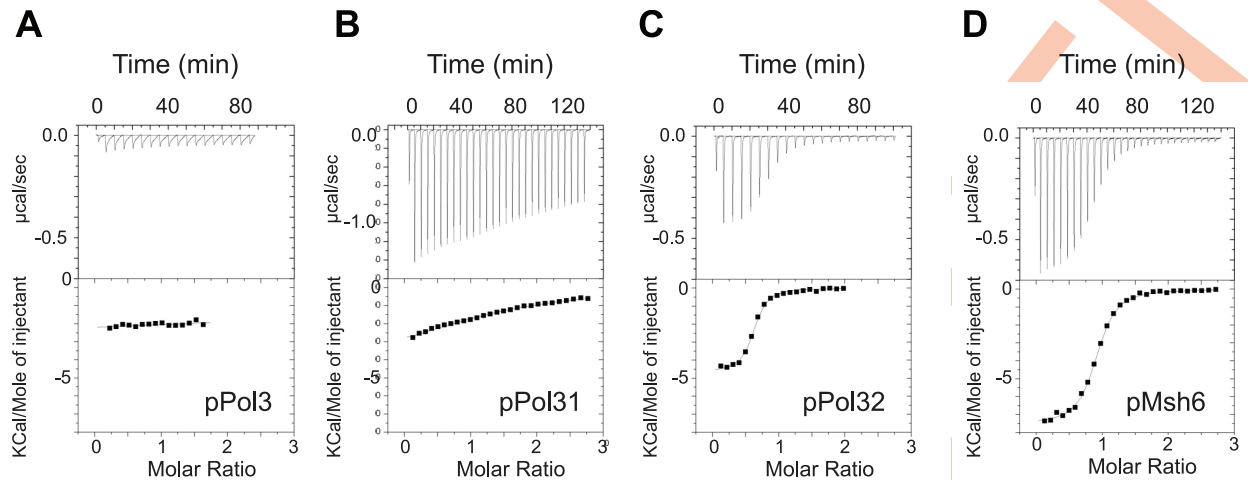 A
Time (min)
0 40 80
0.0
-0.5
µcal/sec
0
-5
KCal/Mole of injectant
pPol3
0 1 2 3
Molar Ratio
B
Time (min)
0 40 80 120
0.0
-1.0
µcal/sec
0
-5
KCal/Mole of injectant
pPol31
0 1 2 3
Molar Ratio
C
Time (min)
0 40 80
0.0
-0.5
µcal/sec
0
-5
KCal/Mole of injectant
pPol32
0 1 2 3
Molar Ratio
D
Time (min)
0 40 80 120
0.0
-0.5
µcal/sec
0
-5
KCal/Mole of injectant
pMsh6
0 1 2 3
Molar Ratio